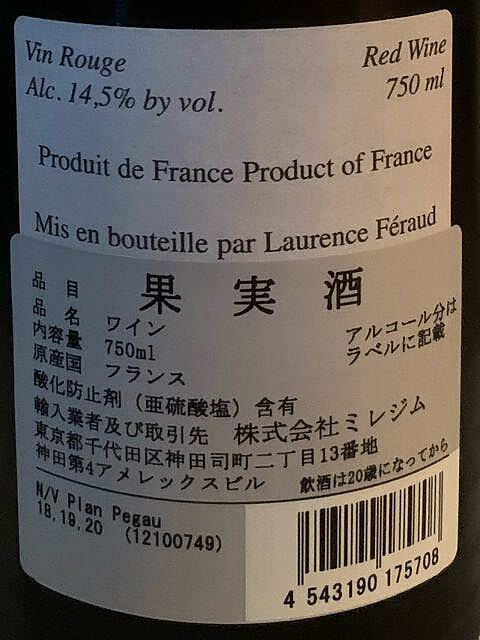 Vin Rouge
Red Wine
Alc. 14,5% by vol.
750 ml
Produit de France Product of France
Mis en bouteille par Laurence Féraud
品目 果実酒
品名 ワイン
アルコール分は
内容量 750ml
ラベルに記載
原産国 フランス
酸化防止剤（亜硫酸塩）含有
輸入業者及び取引先 株式会社ミレジム
東京都千代田区神田司町二丁目13番地
神田第4アメレックスビル 飲酒は20歳になってから
N/V Plan Pegau
18,19,20 (12100749)
4 543190 175708